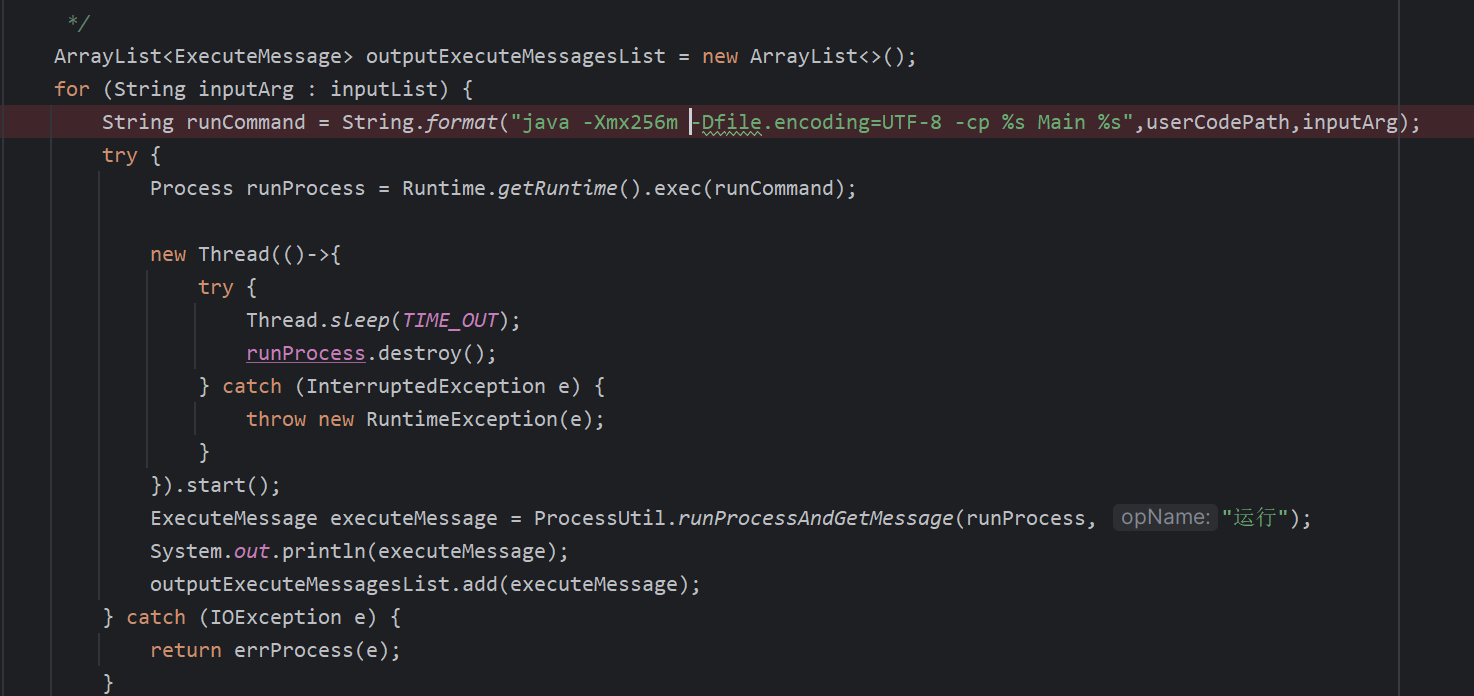 */
ArrayList<ExecuteMessage> outputExecuteMessagesList = new ArrayList<>();
for (String inputArg : inputList) {
String runCommand = String.format("java -Xmx256m -Dfile.encoding=UTF-8 -cp %s Main %s",userCodePath,inputArg);
try {
Process runProcess = Runtime.getRuntime().exec(runCommand);
new Thread(()->{
try {
Thread.sleep(TIME_OUT);
runProcess.destroy();
} catch (InterruptedException e) {
throw new RuntimeException(e);
}
}).start();
ExecuteMessage executeMessage = ProcessUtil.runProcessAndGetMessage(runProcess, opName: "运行");
System.out.println(executeMessage);
outputExecuteMessagesList.add(executeMessage);
} catch (IOException e) {
return errProcess(e);
}